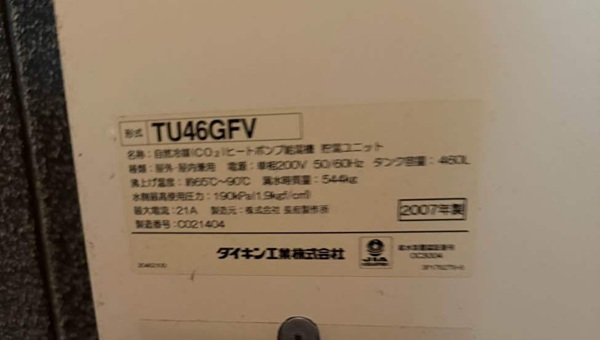 形式 TU46GFV
名称：自然冷媒(CO₂)ヒートポンプ給湯機 貯湯ユニット
種類：屋外・屋内兼用 電源：単相200V 50/60Hz タンク容量：460L
沸上げ温度：約65℃〜90℃ 満水時質量：544kg
水側最高使用圧力：190kPa(1.9kgf/c㎡)
最大電流：21A 製造元：株式会社 長府製作所
2007年製
製造番号：C021404
ダイキン工業株式会社
JIA